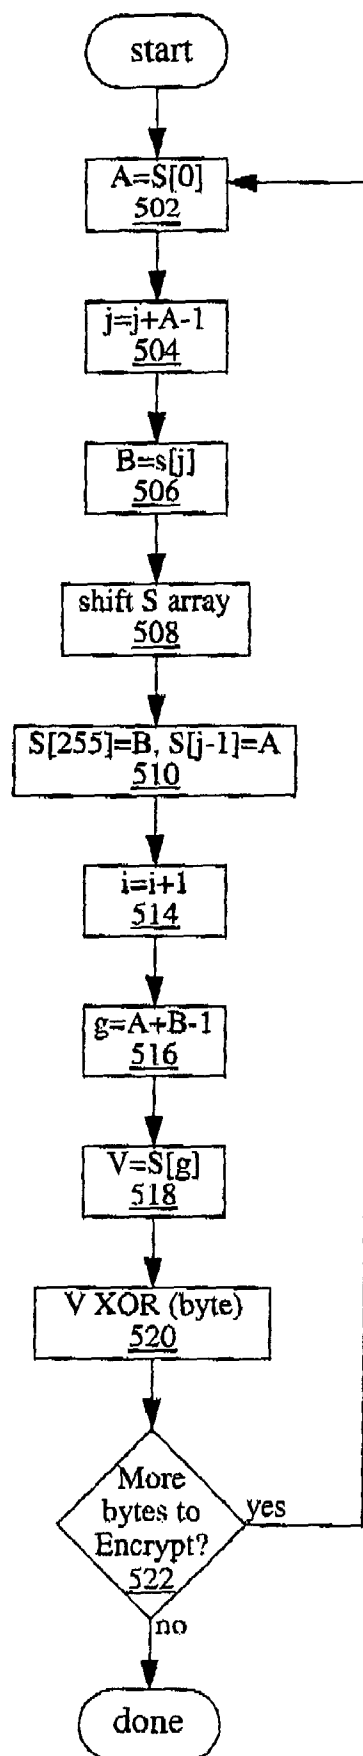 start
A=S[0]
502
j=j+A-1
504
B=s[j]
506
shift S array
508
S[255]=B, S[j-1]=A
510
i=i+1
514
g=A+B-1
516
V=S[g]
518
V XOR (byte)
520
More
bytes to
Encrypt?
522
yes
no
done